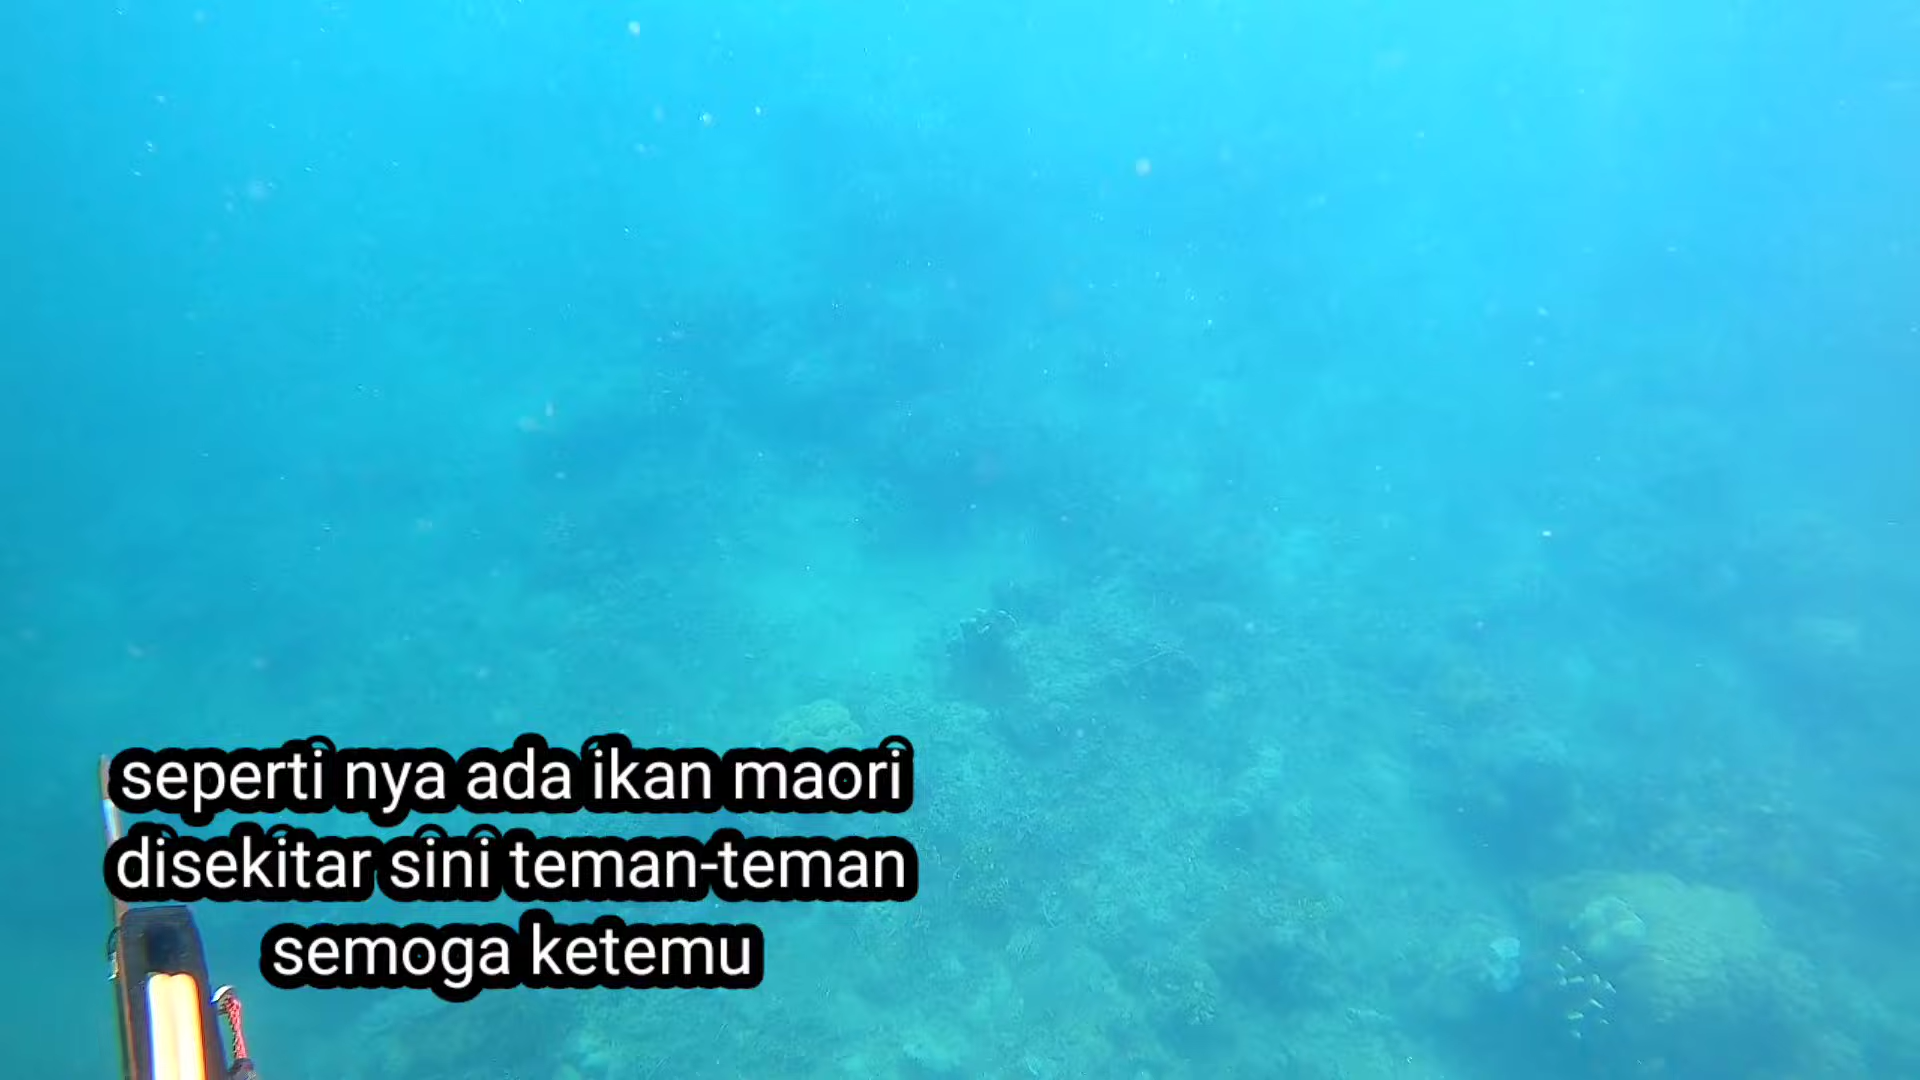 seperti nya ada ikan maori
disekitar sini teman-teman
semoga ketemu